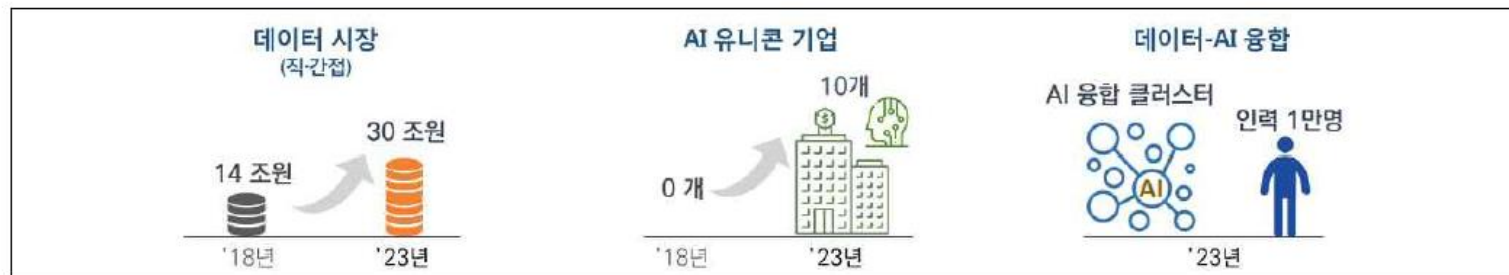 데이터 시장
(직·간접)
14 조원
30 조원
'18년
'23년
AI 유니콘 기업
0 개
10개
'18년
'23년
데이터-AI 융합
AI 융합 클러스터
AI
인력 1만명
'23년